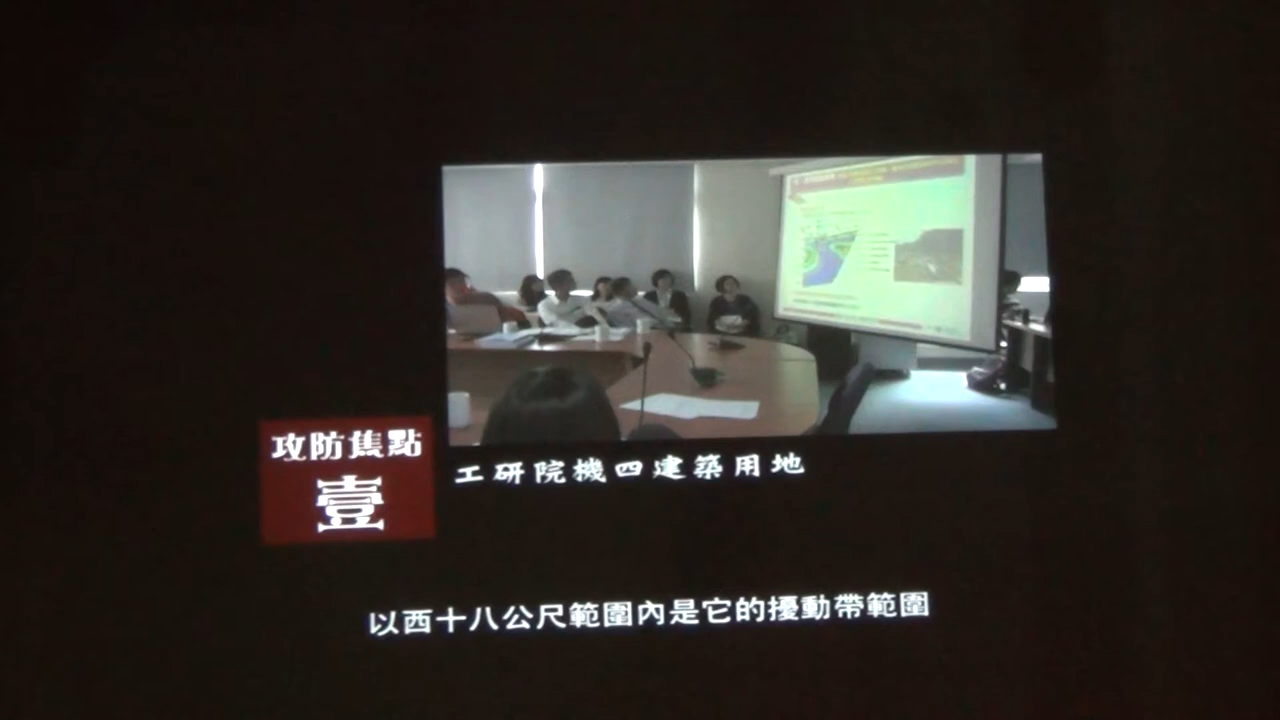 攻防焦點
壹
工研院機四建築用地
以西十八公尺範圍內是它的擾動帶範圍